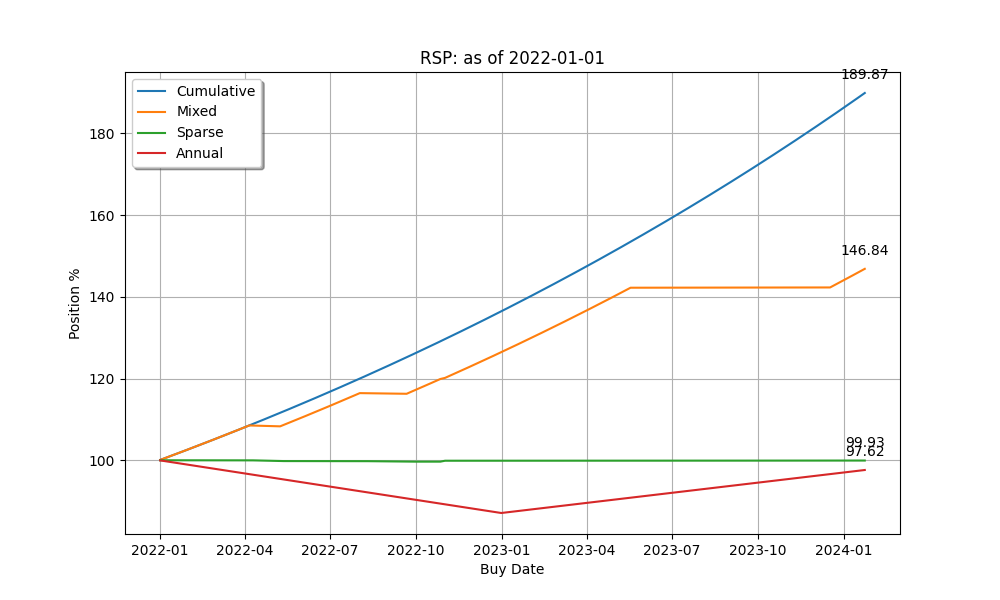 RSP: as of 2022-01-01
189.87
Cumulative
Mixed
Sparse
Annual
180
160
146.84
140
120
100
99.93
97.62
Position %
2022-01 2022-04 2022-07 2022-10 2023-01 2023-04 2023-07 2023-10 2024-01
Buy Date